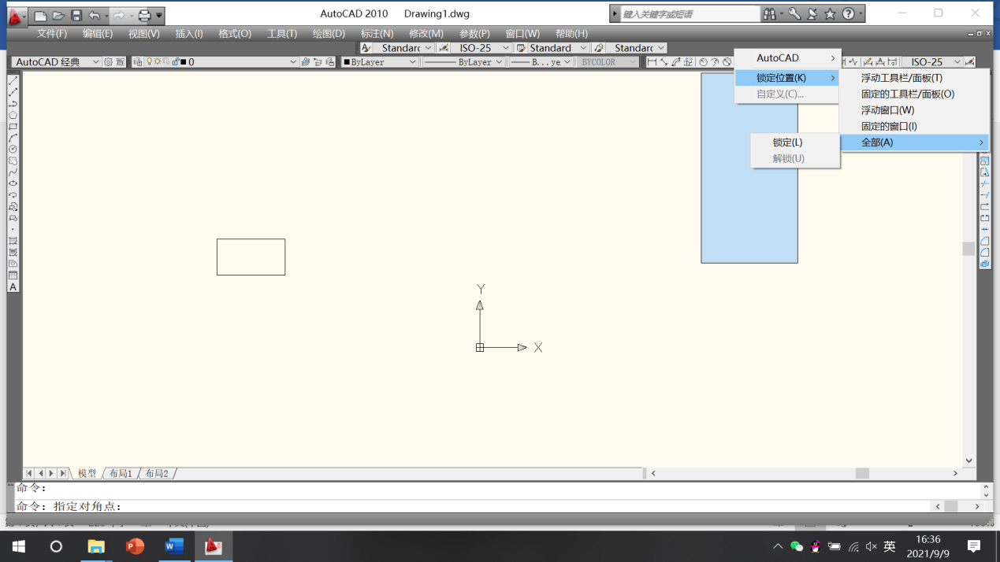 AutoCAD 2010 Drawing1.dwg 键入关键字或短语
文件(F) 编辑(E) 视图(V) 插入(I) 格式(O) 工具(T) 绘图(D) 标注(N) 修改(M) 参数(P) 窗口(W) 帮助(H)
Standarc ISO-25 Standard Standarc
AutoCAD 经典 0 ByLayer ByLayer B...ye BYCOLOR ISO-25
AutoCAD
锁定位置(K)
自定义(C)...
浮动工具栏/面板(T)
固定的工具栏/面板(O)
浮动窗口(W)
固定的窗口(I)
全部(A)
锁定(L)
解锁(U)
A
Y
X
模型 布局1 布局2
命令:
命令: 指定对角点:
英
16:36
2021/9/9